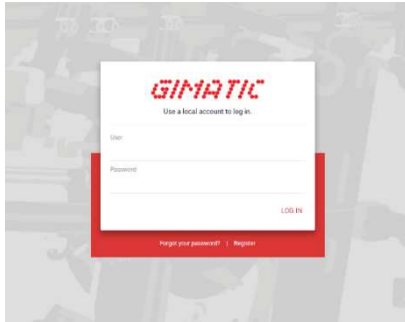 GIMATIC
Use a local account to log in.
User
Password
LOG IN
Forgot your password? | Register